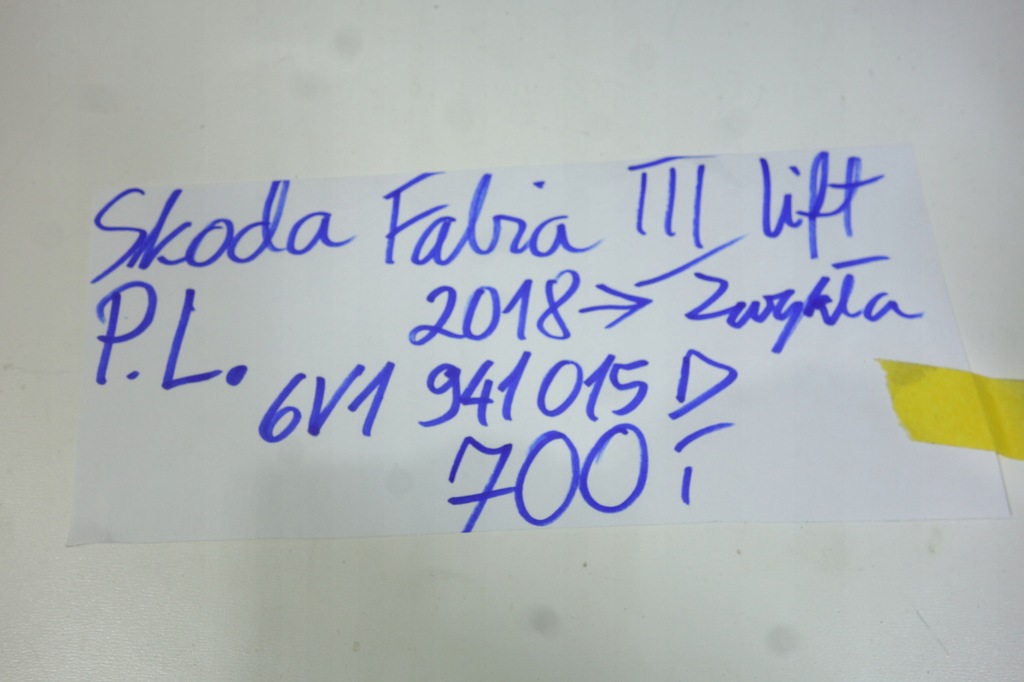 Skoda Fabia III lift
P.L. 2018→ Zwykła
6V1 941 015 D
700